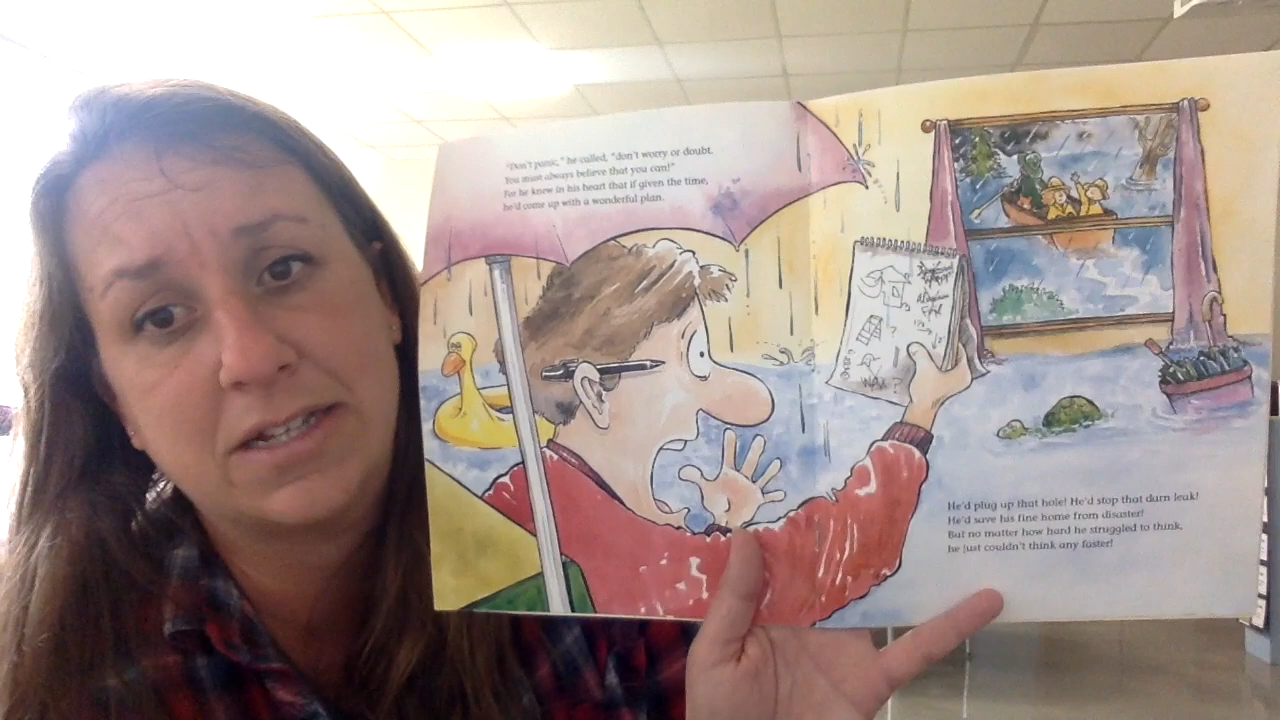 "Don't panic," he called, "don't worry or doubt.
You must always believe that you can!"
For he knew in his heart that if given the time,
he'd come up with a wonderful plan.
He'd plug up that hole! He'd stop that darn leak!
He'd save his fine home from disaster!
But no matter how hard he struggled to think,
he just couldn't think any faster!